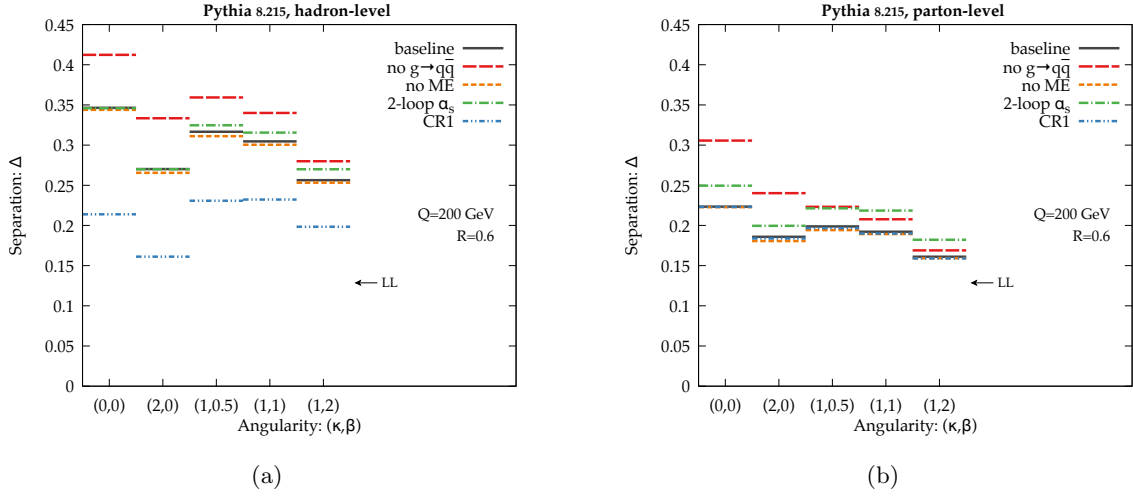 Pythia 8.215, hadron-level
0.45
0.4
0.35
0.3
0.25
0.2
0.15
0.1
0.05
0
Separation: Δ
baseline
no g→qq̅
no ME
2-loop αs
CR1
Q=200 GeV
R=0.6
LL
(0,0) (2,0) (1,0.5) (1,1) (1,2)
Angularity: (κ,β)
(a)
Pythia 8.215, parton-level
0.45
0.4
0.35
0.3
0.25
0.2
0.15
0.1
0.05
0
Separation: Δ
baseline
no g→qq̅
no ME
2-loop αs
CR1
Q=200 GeV
R=0.6
LL
(0,0) (2,0) (1,0.5) (1,1) (1,2)
Angularity: (κ,β)
(b)